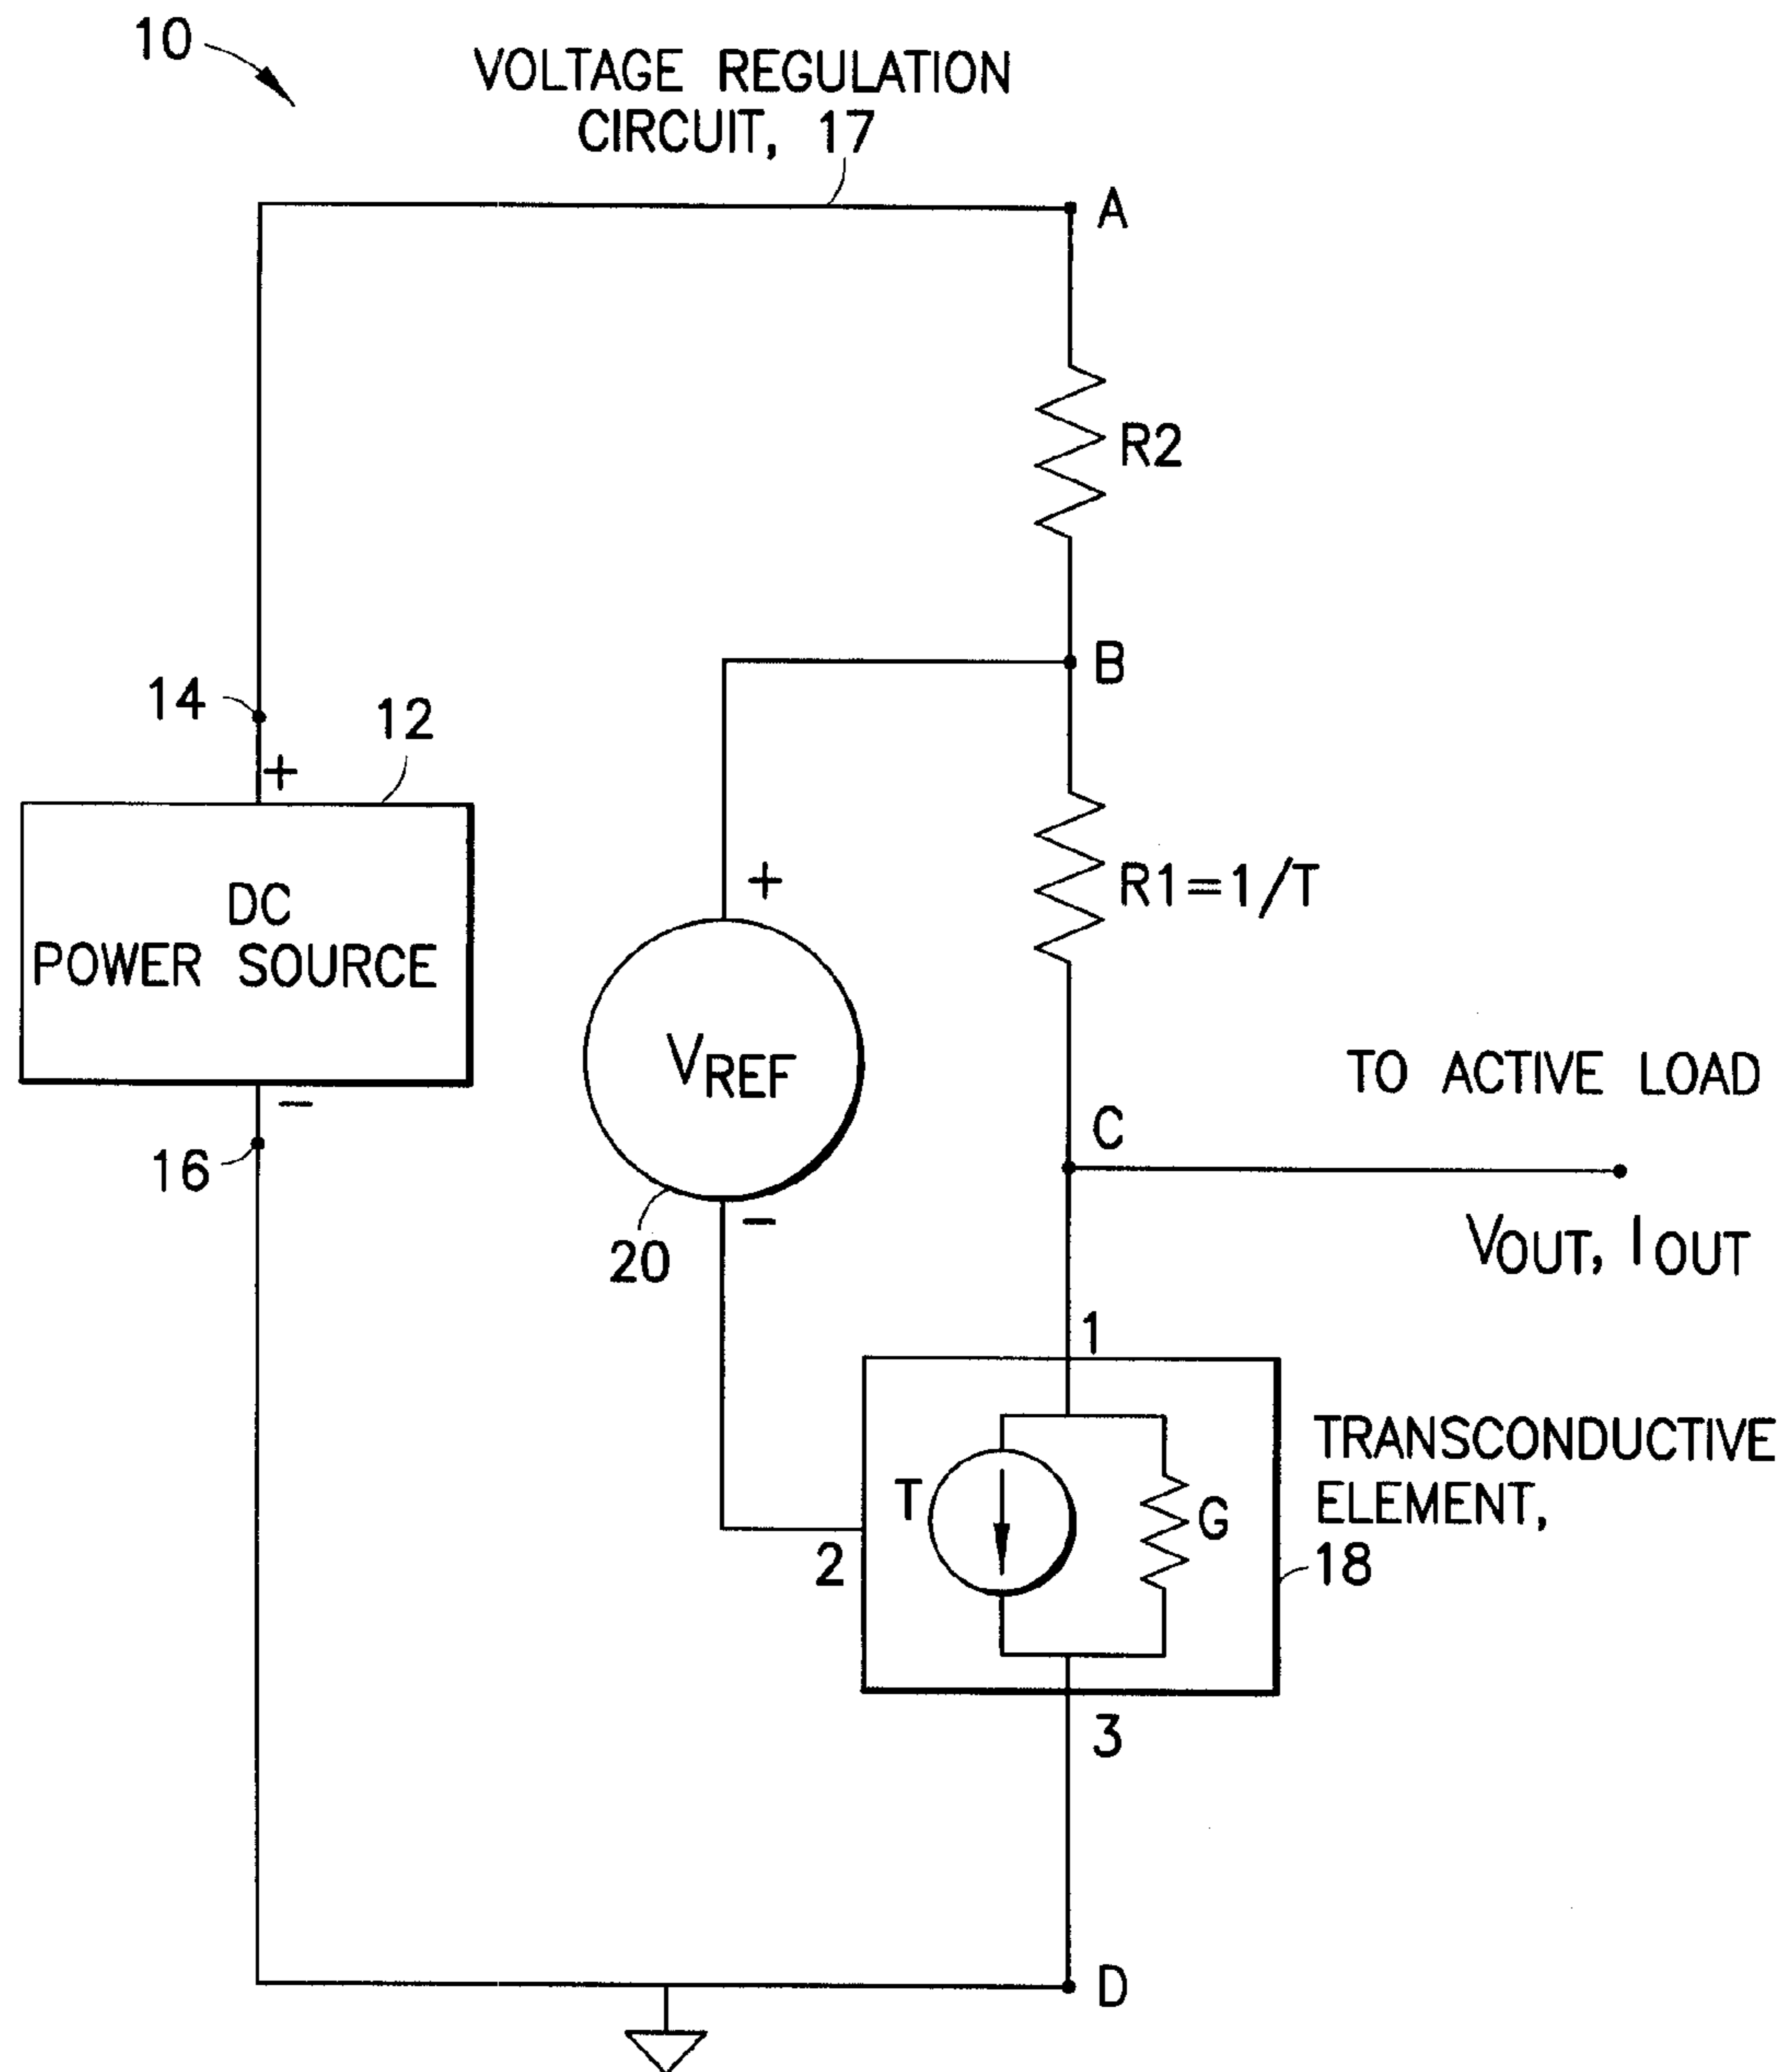 10
VOLTAGE REGULATION
CIRCUIT, 17
A
R2
B
14
12
+
DC
POWER SOURCE
-
16
+
R1=1/T
VREF
-
20
TO ACTIVE LOAD
C
VOUT, IOUT
1
TRANSCONDUCTIVE
ELEMENT,
18
T
G
2
3
D